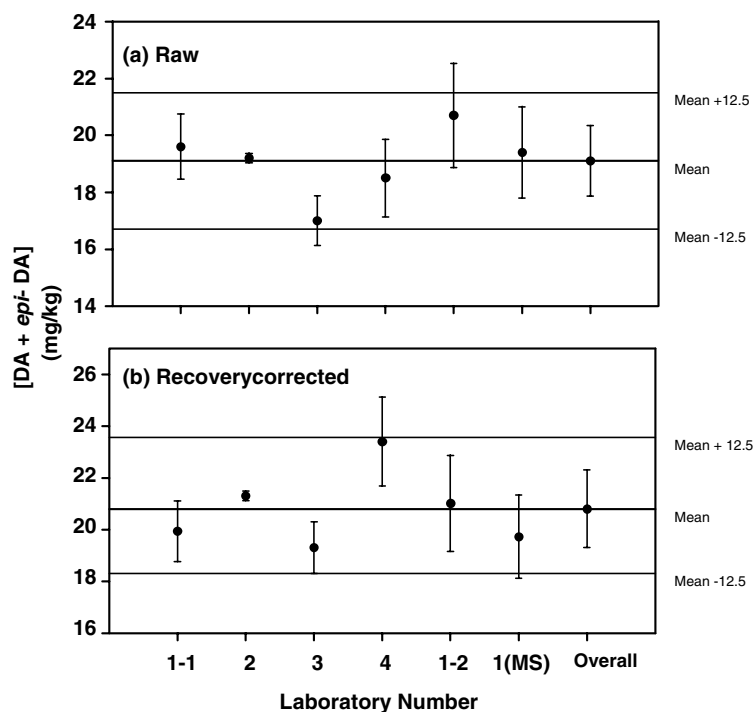 24
22
20
18
16
14
(a) Raw
Mean +12.5
Mean
Mean -12.5
[DA + epi- DA]
(mg/kg)
26
24
22
20
18
16
(b) Recoverycorrected
Mean + 12.5
Mean
Mean -12.5
1-1 2 3 4 1-2 1(MS) Overall
Laboratory Number